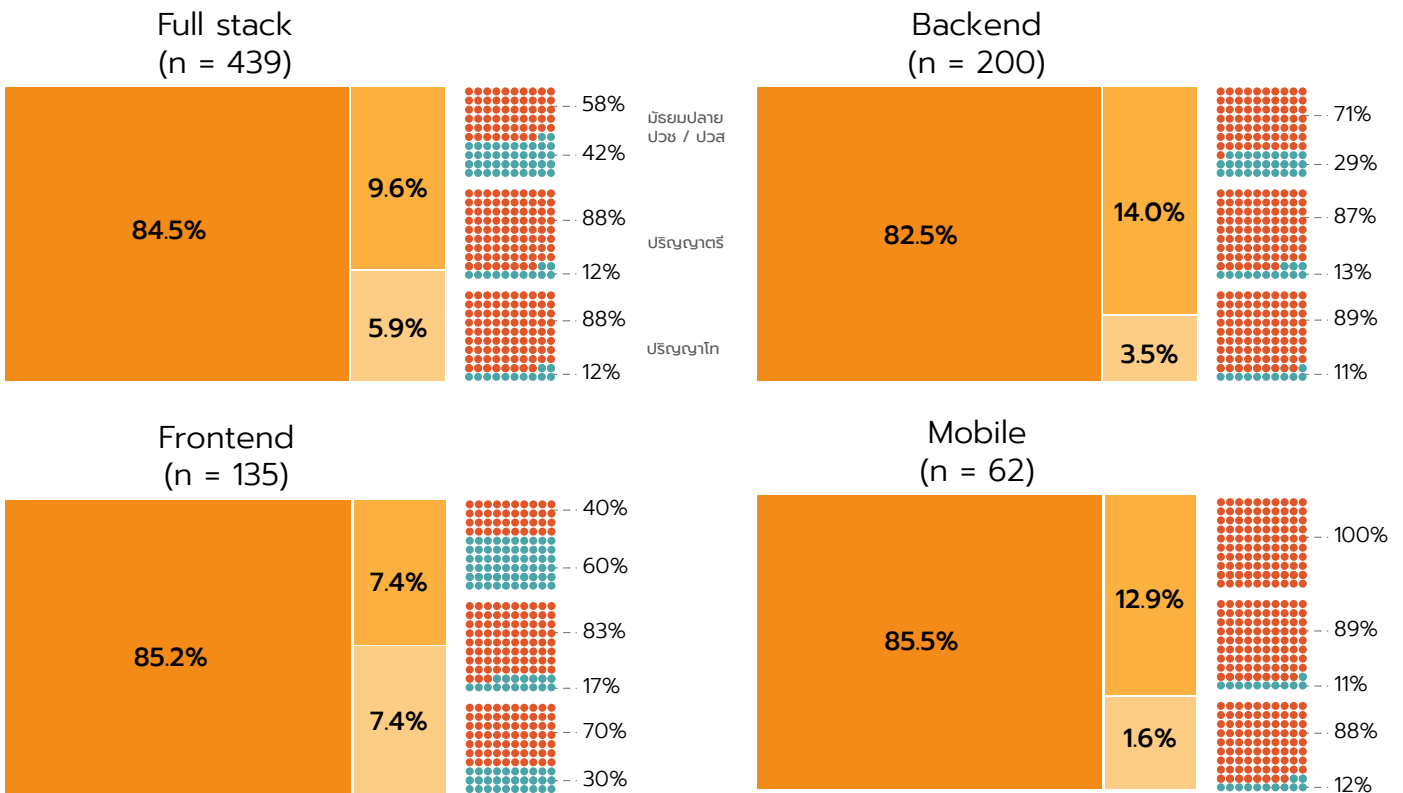 Full stack
(n = 439)
84.5%
9.6%
5.9%
58%
42%
88%
12%
88%
12%
มัธยมปลาย
ปวช / ปวส
ปริญญาตรี
ปริญญาโท
Backend
(n = 200)
82.5%
14.0%
3.5%
71%
29%
87%
13%
89%
11%
Frontend
(n = 135)
85.2%
7.4%
7.4%
40%
60%
83%
17%
70%
30%
Mobile
(n = 62)
85.5%
12.9%
1.6%
100%
89%
11%
88%
12%